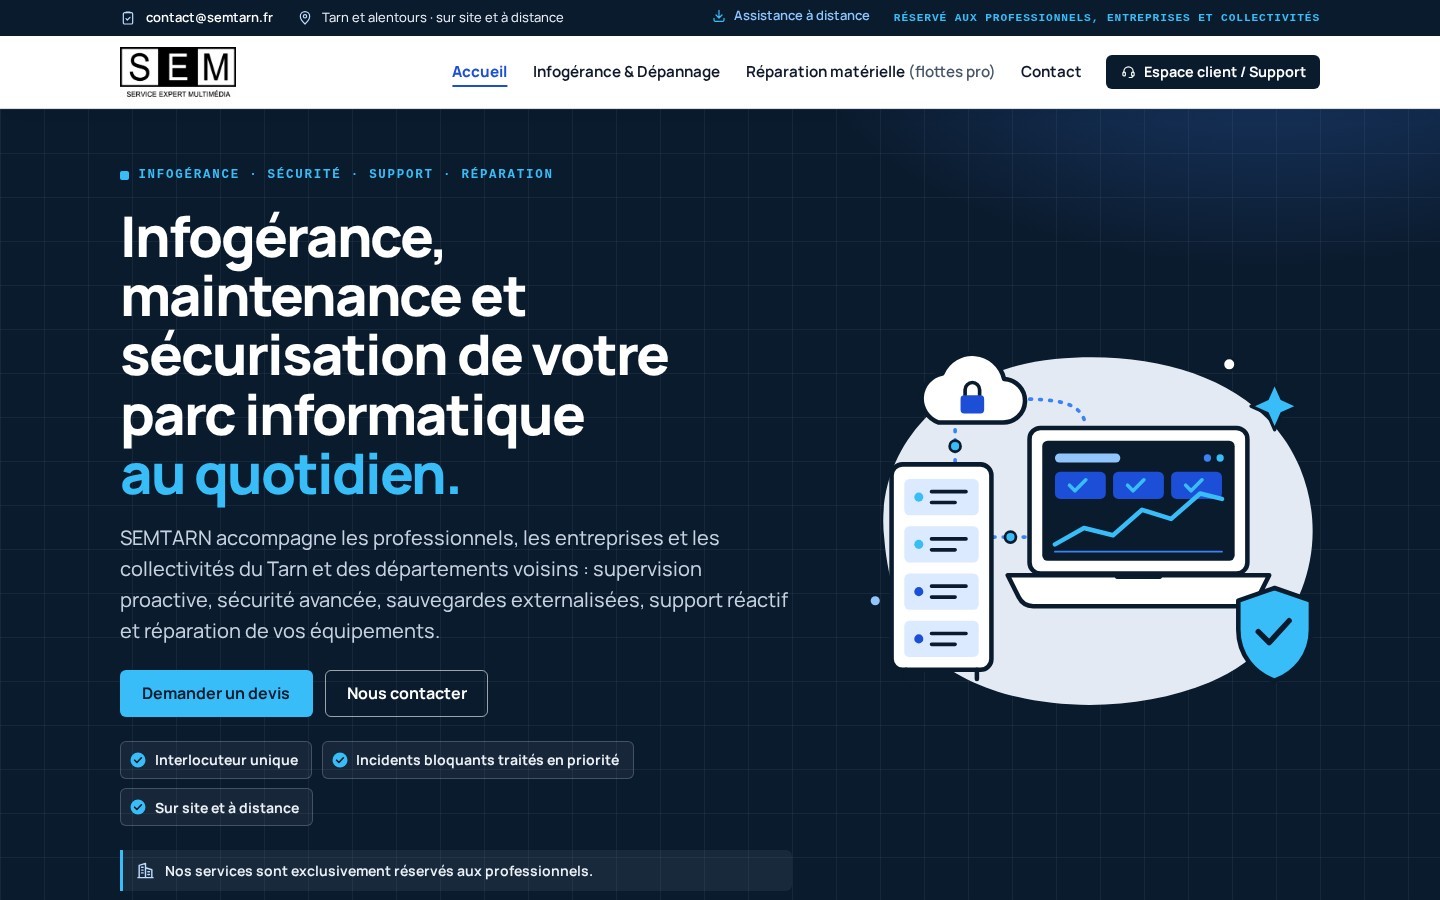 contact@semtarn.fr
Tarn et alentours · sur site et à distance
Assistance à distance
RÉSERVÉ AUX PROFESSIONNELS, ENTREPRISES ET COLLECTIVITÉS
SEM
SERVICE EXPERT MULTIMÉDIA
Accueil
Infogérance & Dépannage
Réparation matérielle (flottes pro)
Contact
Espace client / Support
INFOGÉRANCE · SÉCURITÉ · SUPPORT · RÉPARATION
Infogérance,
maintenance et
sécurisation de votre
parc informatique
au quotidien.
SEMTARN accompagne les professionnels, les entreprises et les
collectivités du Tarn et des départements voisins : supervision
proactive, sécurité avancée, sauvegardes externalisées, support réactif
et réparation de vos équipements.
Demander un devis
Nous contacter
Interlocuteur unique
Incidents bloquants traités en priorité
Sur site et à distance
Nos services sont exclusivement réservés aux professionnels.